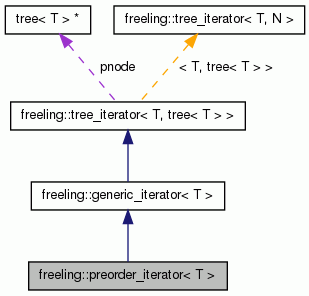 tree< T > *
freeling::tree_iterator< T, N >
pnode
< T, tree< T > >
freeling::tree_iterator< T, tree< T > >
freeling::generic_iterator< T >
freeling::preorder_iterator< T >